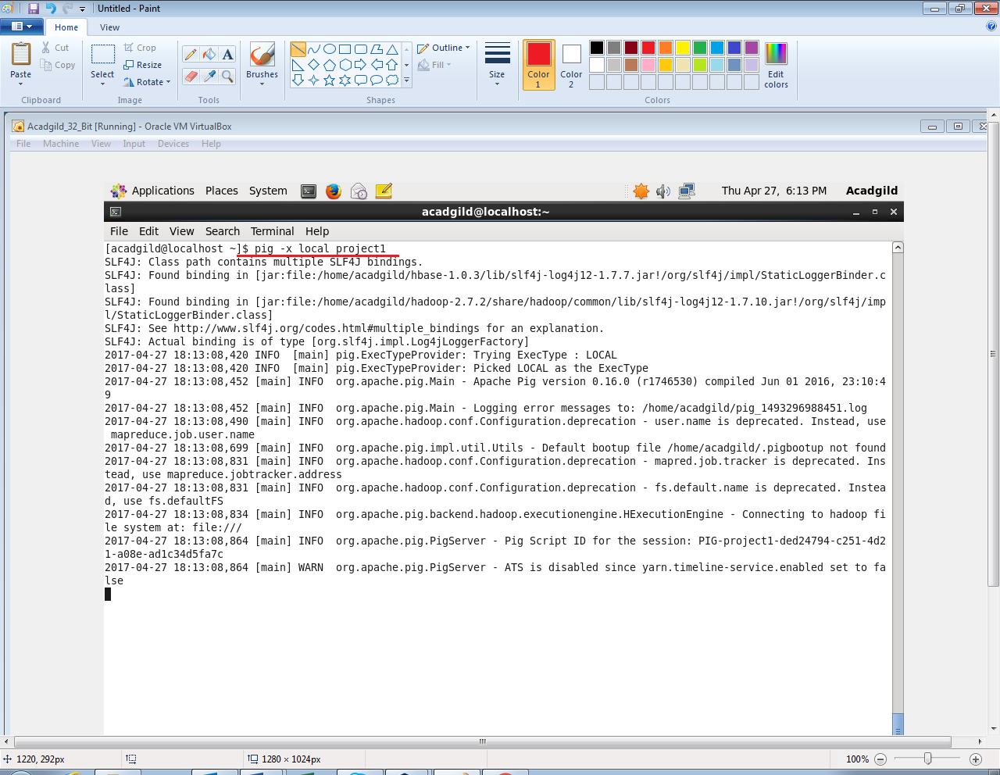 Untitled - Paint
Home View
Paste
Cut
Copy
Clipboard
Select
Crop
Resize
Rotate
Image
A
Tools
Brushes
Outline
Fill
Shapes
Size
Color 1
Color 2
Edit colors
Colors
Acadgild_32_Bit [Running] - Oracle VM VirtualBox
File Machine View Input Devices Help
Applications Places System Thu Apr 27, 6:13 PM Acadgild
acadgild@localhost:~
File Edit View Search Terminal Help
[acadgild@localhost ~]$ pig -x local project1
SLF4J: Class path contains multiple SLF4J bindings.
SLF4J: Found binding in [jar:file:/home/acadgild/hbase-1.0.3/lib/slf4j-log4j12-1.7.7.jar!/org/slf4j/impl/StaticLoggerBinder.c
lass]
SLF4J: Found binding in [jar:file:/home/acadgild/hadoop-2.7.2/share/hadoop/common/lib/slf4j-log4j12-1.7.10.jar!/org/slf4j/imp
l/StaticLoggerBinder.class]
SLF4J: See http://www.slf4j.org/codes.html#multiple_bindings for an explanation.
SLF4J: Actual binding is of type [org.slf4j.impl.Log4jLoggerFactory]
2017-04-27 18:13:08,420 INFO  [main] pig.ExecTypeProvider: Trying ExecType : LOCAL
2017-04-27 18:13:08,420 INFO  [main] pig.ExecTypeProvider: Picked LOCAL as the ExecType
2017-04-27 18:13:08,452 [main] INFO  org.apache.pig.Main - Apache Pig version 0.16.0 (r1746530) compiled Jun 01 2016, 23:10:4
9
2017-04-27 18:13:08,452 [main] INFO  org.apache.pig.Main - Logging error messages to: /home/acadgild/pig_1493296988451.log
2017-04-27 18:13:08,490 [main] INFO  org.apache.hadoop.conf.Configuration.deprecation - user.name is deprecated. Instead, use
 mapreduce.job.user.name
2017-04-27 18:13:08,699 [main] INFO  org.apache.pig.impl.util.Utils - Default bootup file /home/acadgild/.pigbootup not found
2017-04-27 18:13:08,831 [main] INFO  org.apache.hadoop.conf.Configuration.deprecation - mapred.job.tracker is deprecated. Ins
tead, use mapreduce.jobtracker.address
2017-04-27 18:13:08,831 [main] INFO  org.apache.hadoop.conf.Configuration.deprecation - fs.default.name is deprecated. Instea
d, use fs.defaultFS
2017-04-27 18:13:08,834 [main] INFO  org.apache.pig.backend.hadoop.executionengine.HExecutionEngine - Connecting to hadoop fi
le system at: file:///
2017-04-27 18:13:08,864 [main] INFO  org.apache.pig.PigServer - Pig Script ID for the session: PIG-project1-ded24794-c251-4d2
1-a08e-ad1c34d5fa7c
2017-04-27 18:13:08,864 [main] WARN  org.apache.pig.PigServer - ATS is disabled since yarn.timeline-service.enabled set to fa
lse
1220, 292px 1280 × 1024px 100%